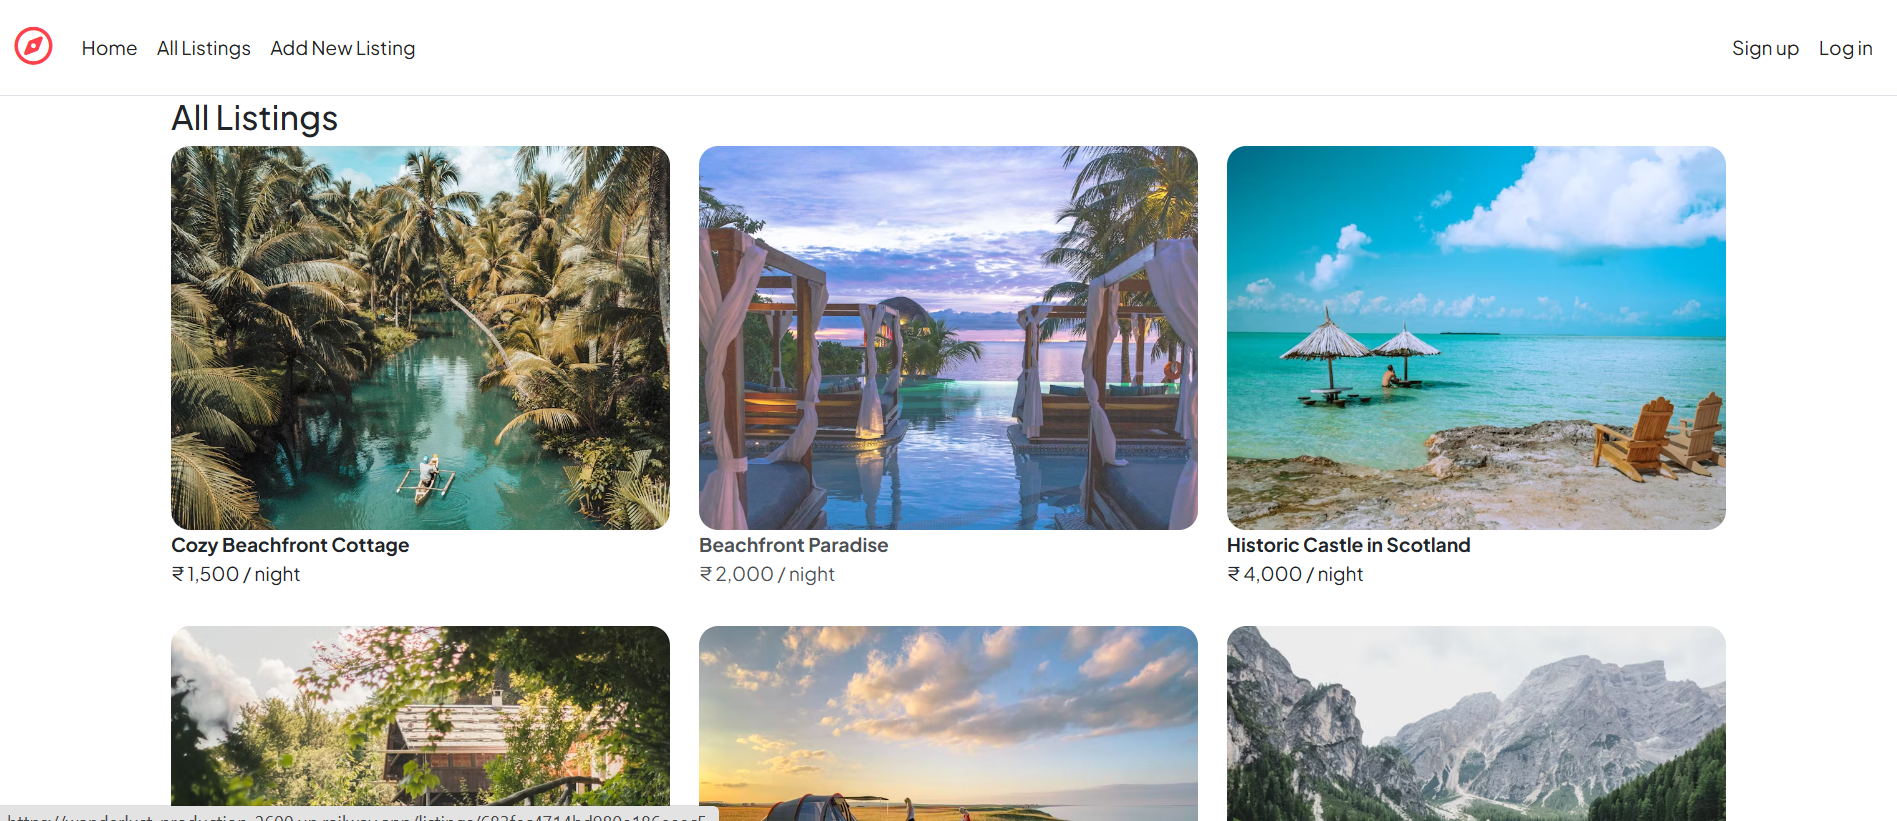 Home All Listings Add New Listing Sign up Log in
All Listings
Cozy Beachfront Cottage Beachfront Paradise Historic Castle in Scotland
₹ 1,500 / night ₹ 2,000 / night ₹ 4,000 / night